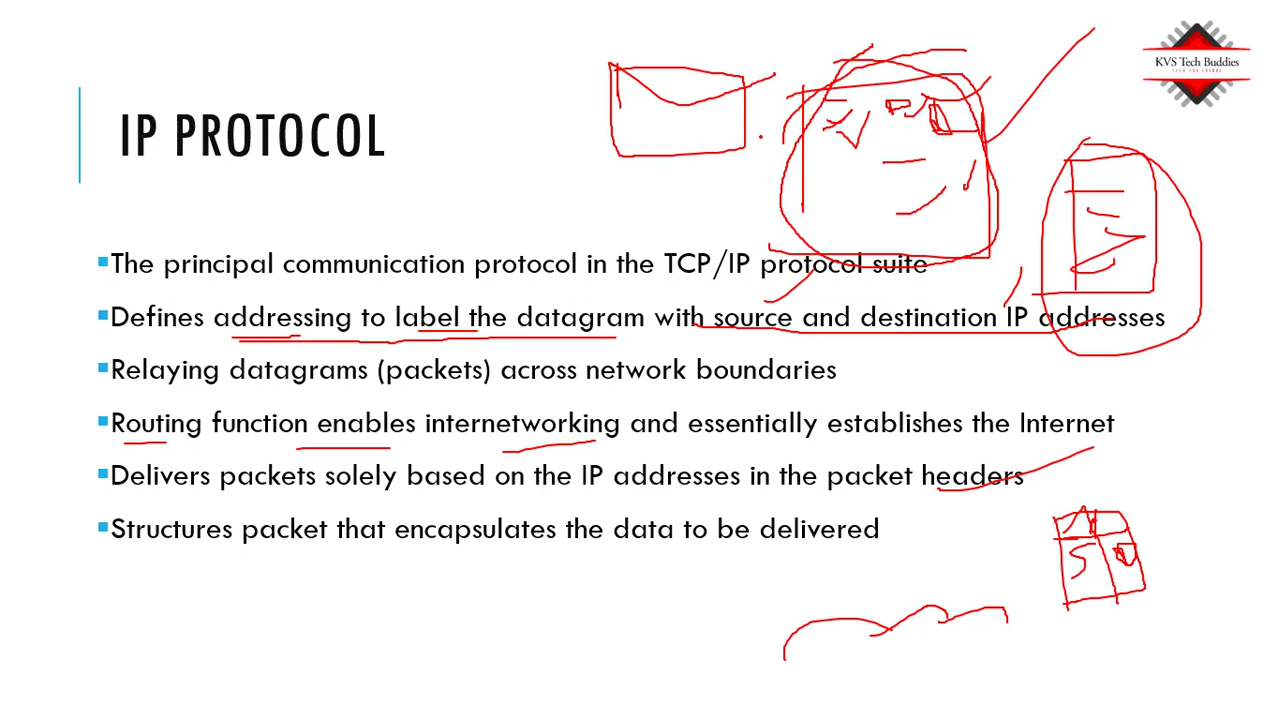 KVS Tech Buddies
TECH FOR FUTURE
IP PROTOCOL
▪The principal communication protocol in the TCP/IP protocol suite
▪Defines addressing to label the datagram with source and destination IP addresses
▪Relaying datagrams (packets) across network boundaries
▪Routing function enables internetworking and essentially establishes the Internet
▪Delivers packets solely based on the IP addresses in the packet headers
▪Structures packet that encapsulates the data to be delivered